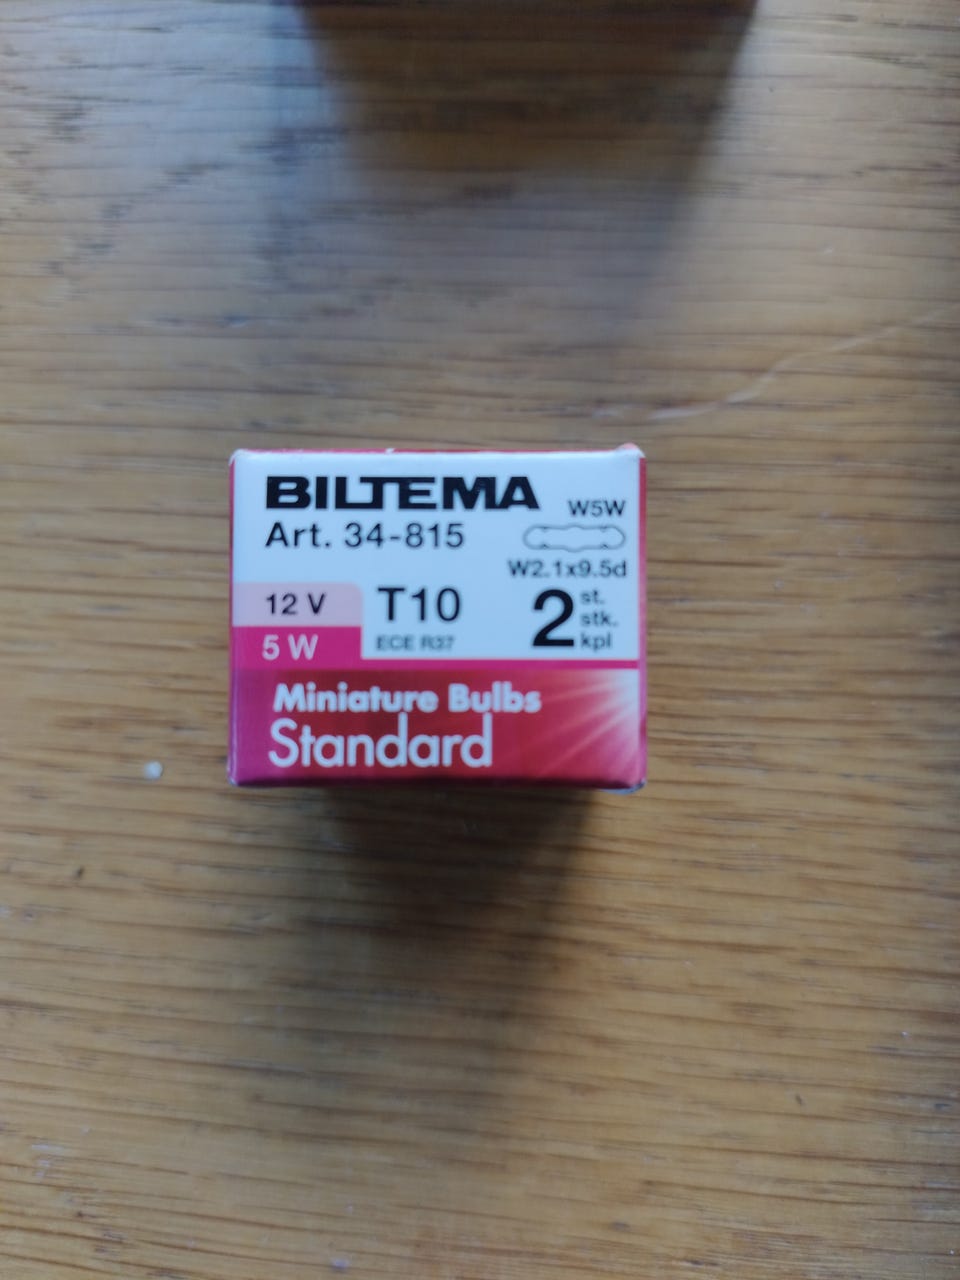 BILTEMA
Art. 34-815
W5W
W2.1x9.5d
12 V
5 W
T10
ECE R37
2
st.
stk.
kpl
Miniature Bulbs
Standard